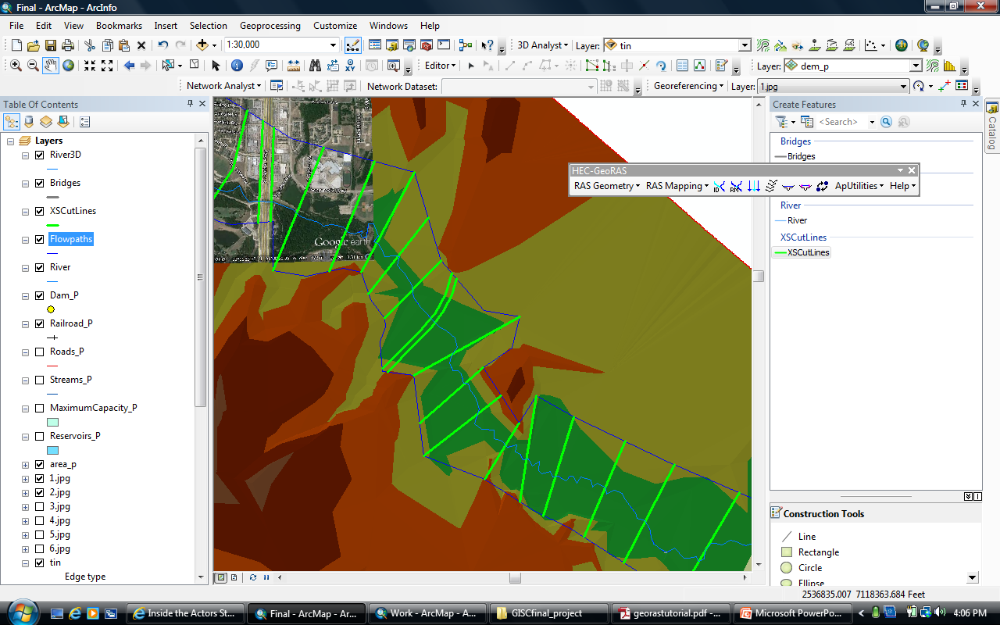 Final - ArcMap - ArcInfo
File Edit View Bookmarks Insert Selection Geoprocessing Customize Windows Help
1:30,000 3D Analyst Layer: tin
Editor Layer: dem_p
Network Analyst Network Dataset: Georeferencing Layer: 1.jpg
Table Of Contents
Layers
River3D
Bridges
XSCutLines
Flowpaths
River
Dam_P
Railroad_P
Roads_P
Streams_P
MaximumCapacity_P
Reservoirs_P
area_p
1.jpg
2.jpg
3.jpg
4.jpg
5.jpg
6.jpg
tin
Edge type
Google earth
HEC-GeoRAS
RAS Geometry RAS Mapping ID RM ApUtilities Help
Create Features
<Search>
Bridges
Bridges
River
River
XSCutLines
XSCutLines
Catalog
Construction Tools
Line
Rectangle
Circle
Ellipse
2536835.007 7118363.684 Feet
Inside the Actors St... Final - ArcMap - Ar... Work - ArcMap - Ar... GISCfinal_project georastutorial.pdf - ... Microsoft PowerPo... 4:06 PM